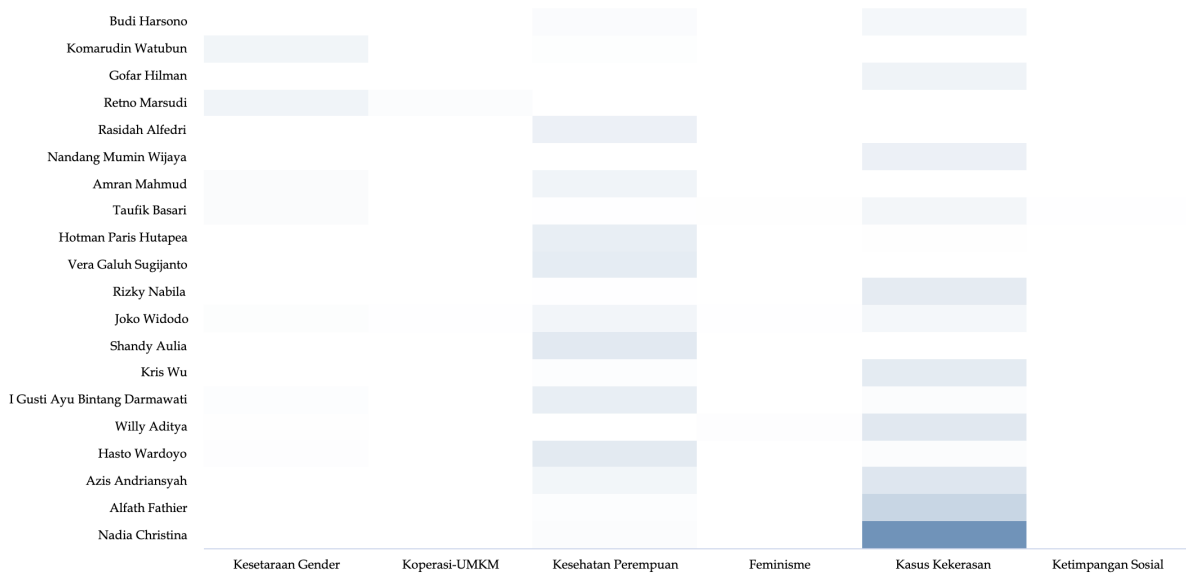 Budi Harsono
Komarudin Watubun
Gofar Hilman
Retno Marsudi
Rasidah Alfedri
Nandang Mumin Wijaya
Amran Mahmud
Taufik Basari
Hotman Paris Hutapea
Vera Galuh Sugijanto
Rizky Nabila
Joko Widodo
Shandy Aulia
Kris Wu
I Gusti Ayu Bintang Darmawati
Willy Aditya
Hasto Wardoyo
Azis Andriansyah
Alfath Fathier
Nadia Christina
Kesetaraan Gender Koperasi-UMKM Kesehatan Perempuan Feminisme Kasus Kekerasan Ketimpangan Sosial